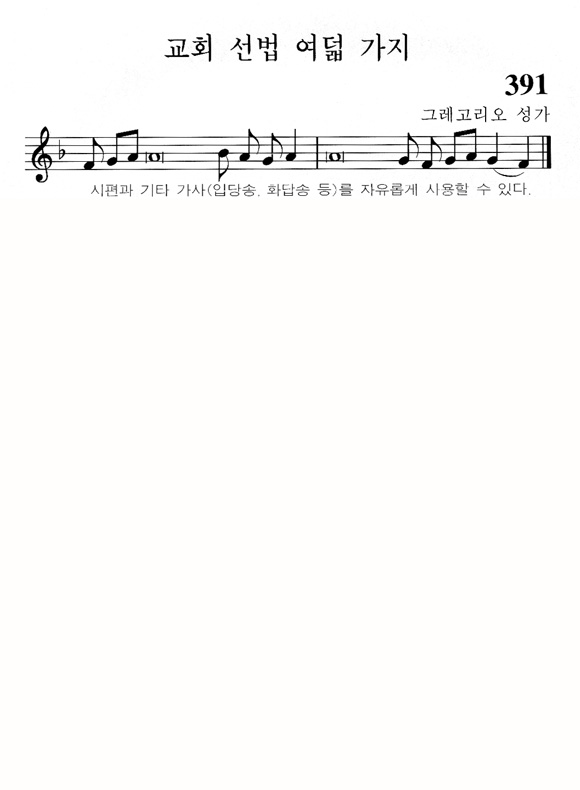 교회 선법 여덟 가지
391
그레고리오 성가
시편과 기타 가사(입당송, 화답송 등)를 자유롭게 사용할 수 있다.